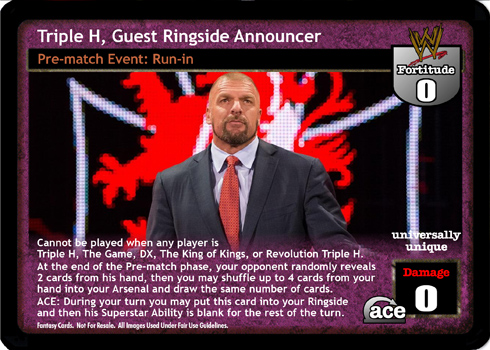 Triple H, Guest Ringside Announcer
Pre-match Event: Run-in
W
Fortitude
0
Cannot be played when any player is
Triple H, The Game, DX, The King of Kings, or Revolution Triple H.
At the end of the Pre-match phase, your opponent randomly reveals
2 cards from his hand, then you may shuffle up to 4 cards from your
hand into your Arsenal and draw the same number of cards.
ACE: During your turn you may put this card into your Ringside
and then his Superstar Ability is blank for the rest of the turn.
Fantasy Cards. Not For Resale. All Images Used Under Fair Use Guidelines.
universally
unique
Damage
0
ace